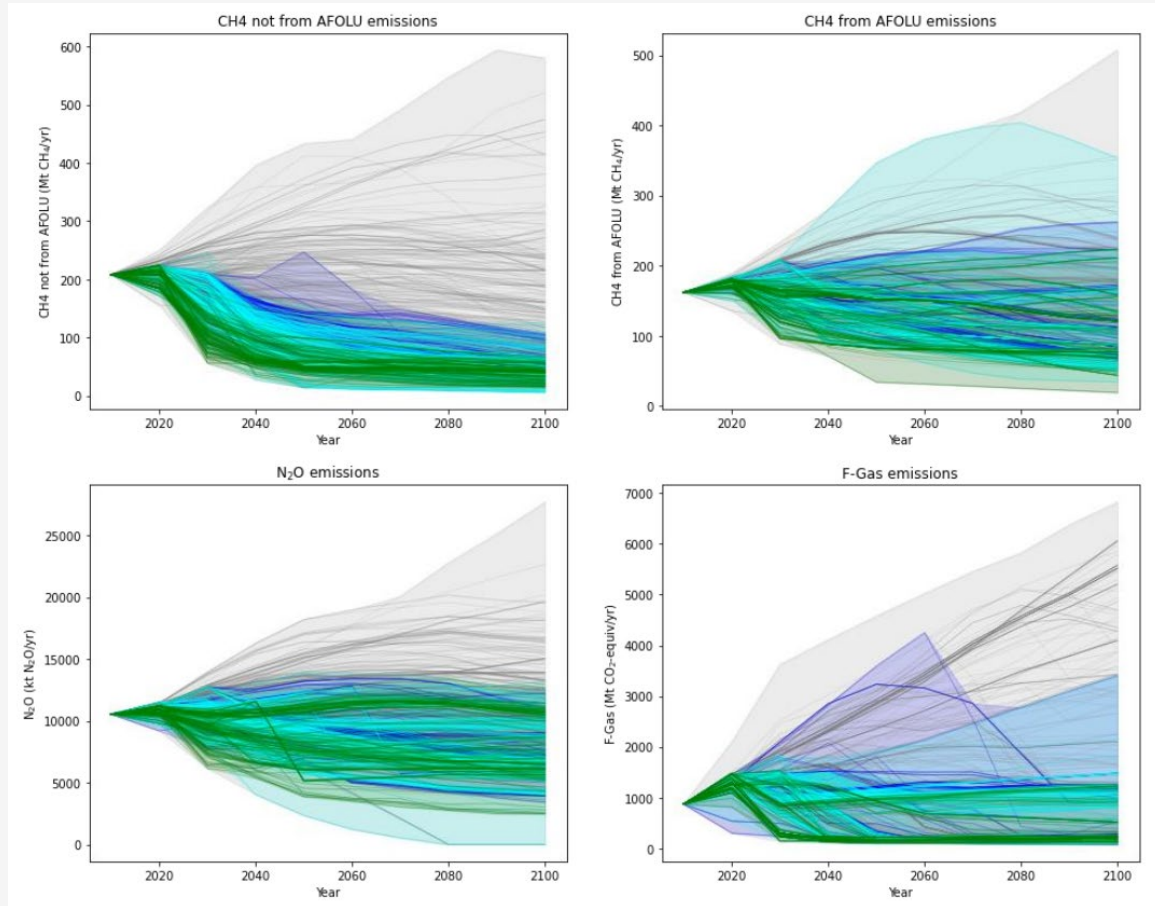 CH4 not from AFOLU emissions
CH4 not from AFOLU (Mt CH₄/yr)
600
500
400
300
200
100
0
2020 2040 2060 2080 2100
Year
CH4 from AFOLU emissions
CH4 from AFOLU (Mt CH₄/yr)
500
400
300
200
100
0
2020 2040 2060 2080 2100
Year
N₂O emissions
N₂O (kt N₂O/yr)
25000
20000
15000
10000
5000
0
2020 2040 2060 2080 2100
Year
F-Gas emissions
F-Gas (Mt CO₂-equiv/yr)
7000
6000
5000
4000
3000
2000
1000
0
2020 2040 2060 2080 2100
Year